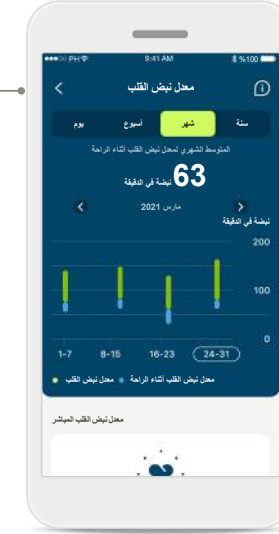 PH 9:41 AM %100
معدل نبض القلب
يوم أسبوع شهر سنة
المتوسط الشهري لمعدل نبض القلب أثناء الراحة
63 نبضة في الدقيقة
مارس 2021
نبضة في الدقيقة
200
100
0
1-7 8-15 16-23 24-31
معدل نبض القلب معدل نبض القلب أثناء الراحة
معدل نبض القلب المباشر